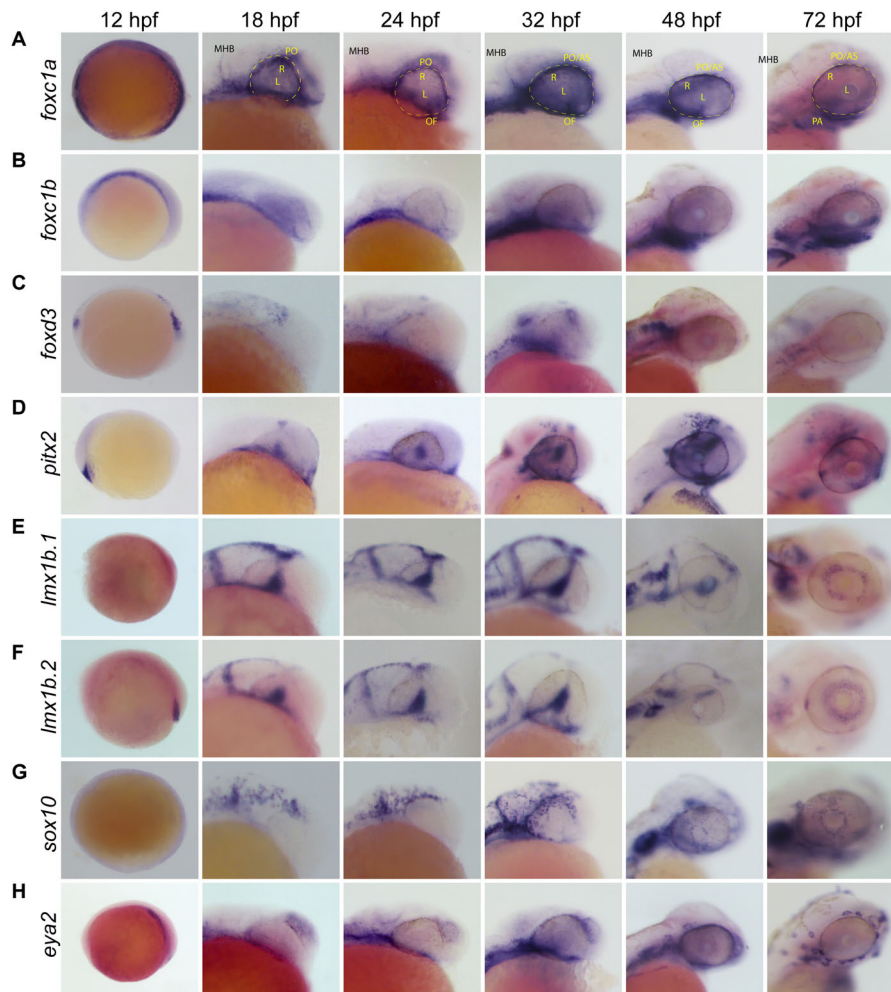 12 hpf 18 hpf 24 hpf 32 hpf 48 hpf 72 hpf
A foxc1a
MHB PO R L
MHB PO R L OF
MHB PO/AS R L OF
MHB PO/AS R L OF
MHB PO/AS R L PA
B foxc1b
C foxd3
D pitx2
E lmx1b.1
F lmx1b.2
G sox10
H eya2